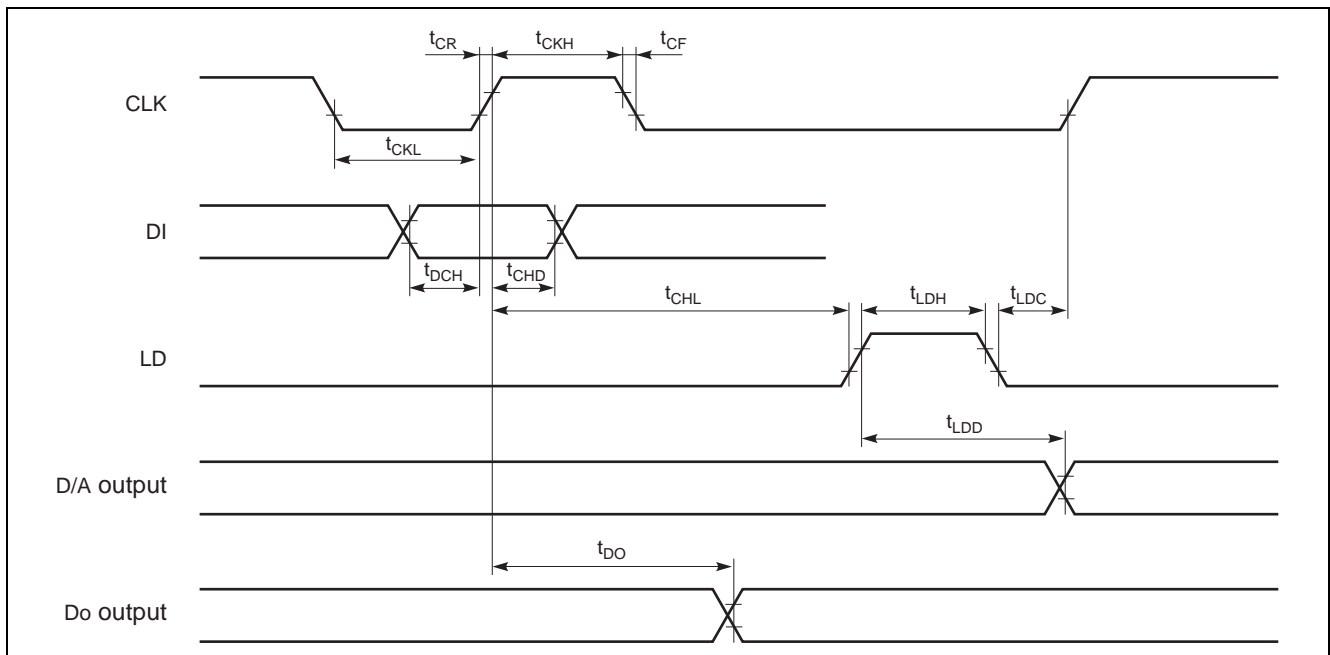 tCR tCKH tCF
CLK
tCKL
DI
tDCH tCHD
tCHL tLDH tLDC
LD
tLDD
D/A output
tDO
Do output